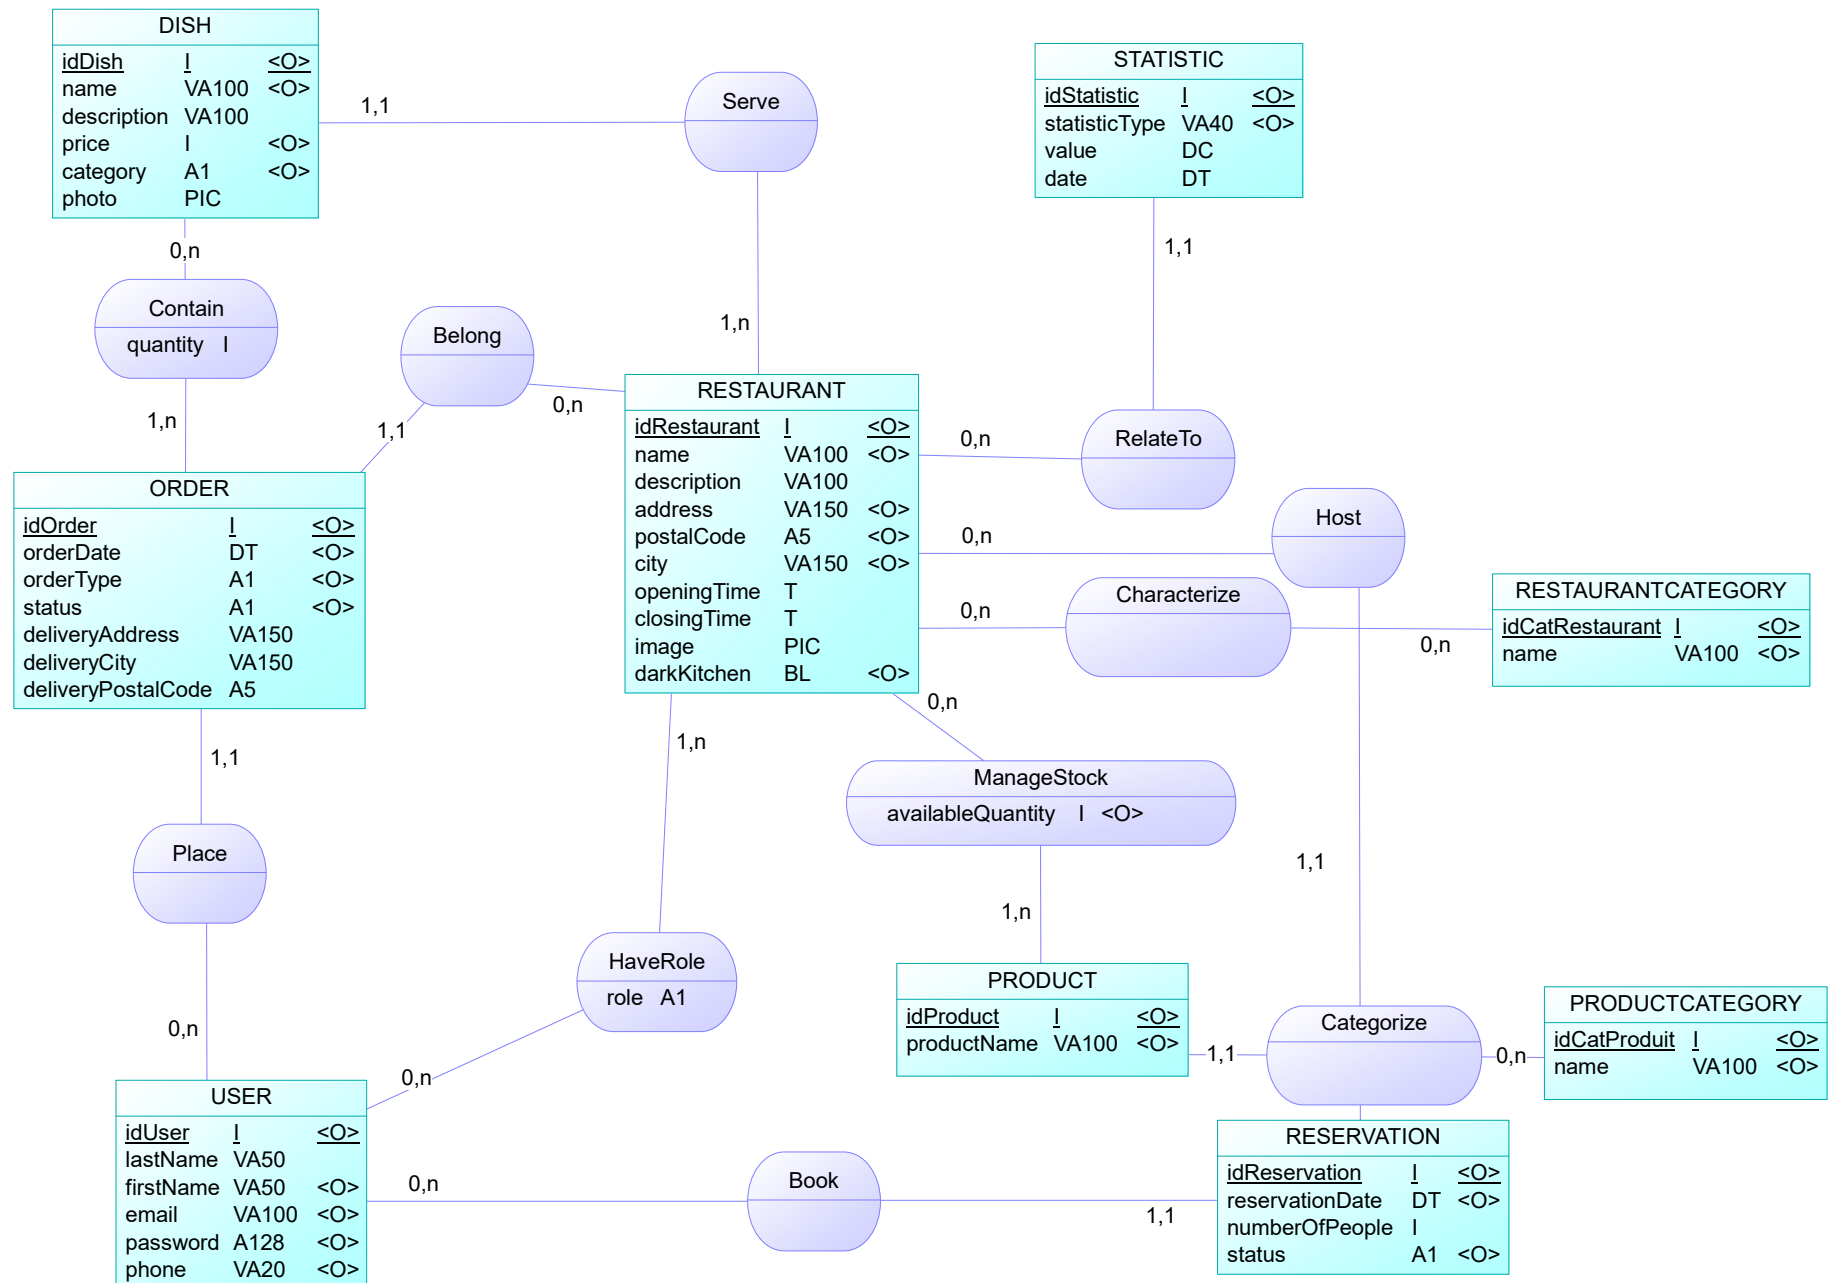 DISH
idDish I <O>
name VA100 <O>
description VA100
price I <O>
category A1 <O>
photo PIC
1,1
Serve
STATISTIC
idStatistic I <O>
statisticType VA40 <O>
value DC
date DT
0,n
1,1
Contain
quantity I
Belong
1,n
0,n
1,1
1,n
RESTAURANT
idRestaurant I <O>
name VA100 <O>
description VA100
address VA150 <O>
postalCode A5 <O>
city VA150 <O>
openingTime T
closingTime T
image PIC
darkKitchen BL <O>
0,n
RelateTo
ORDER
idOrder I <O>
orderDate DT <O>
orderType A1 <O>
status A1 <O>
deliveryAddress VA150
deliveryCity VA150
deliveryPostalCode A5
0,n
Host
0,n
Characterize
0,n
RESTAURANTCATEGORY
idCatRestaurant I <O>
name VA100 <O>
0,n
1,n
1,1
ManageStock
availableQuantity I <O>
Place
1,1
1,n
HaveRole
role A1
PRODUCT
idProduct I <O>
productName VA100 <O>
1,1
Categorize
0,n
PRODUCTCATEGORY
idCatProduit I <O>
name VA100 <O>
0,n
0,n
USER
idUser I <O>
lastName VA50
firstName VA50 <O>
email VA100 <O>
password A128 <O>
phone VA20 <O>
0,n
Book
1,1
RESERVATION
idReservation I <O>
reservationDate DT <O>
numberOfPeople I
status A1 <O>